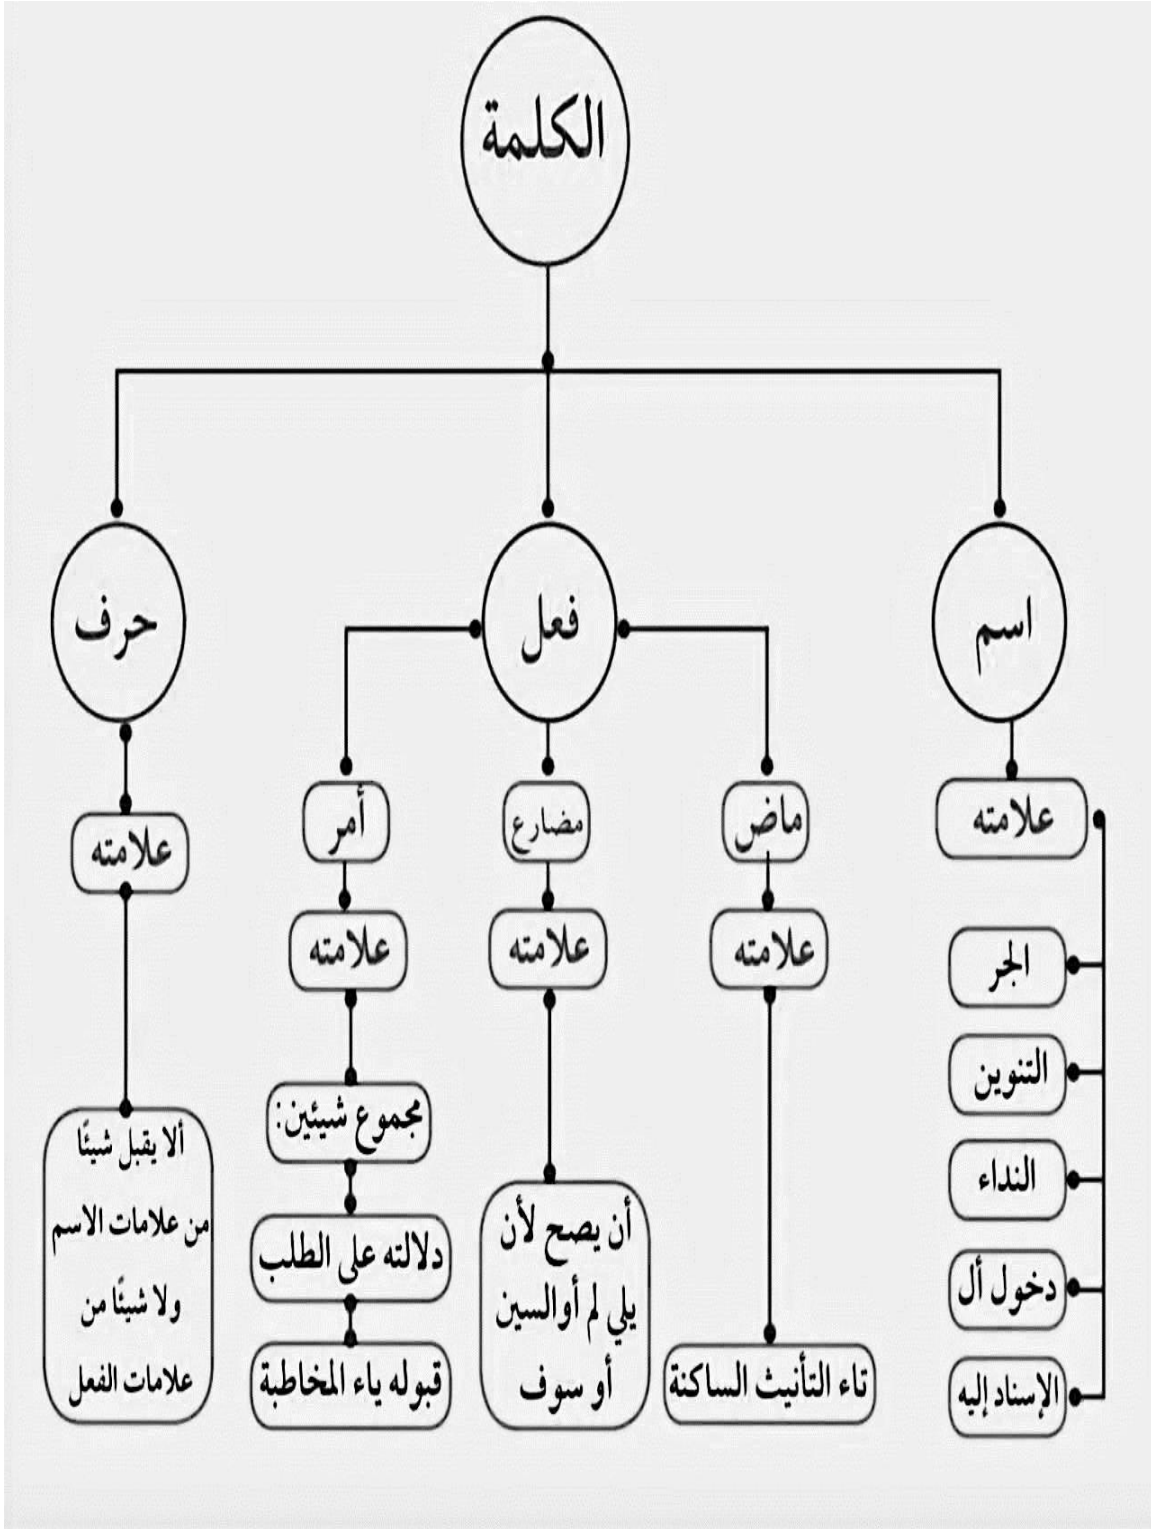 الكلمة
اسم
فعل
حرف
علامته
الجر
التنوين
النداء
دخول أل
الإسناد إليه
ماض
علامته
تاء التأنيث الساكنة
مضارع
علامته
أن يصح لأن
يلي لم أو السين
أو سوف
أمر
علامته
مجموع شيئين:
دلالته على الطلب
قبوله ياء المخاطبة
علامته
ألا يقبل شيئًا
من علامات الاسم
ولا شيئًا من
علامات الفعل